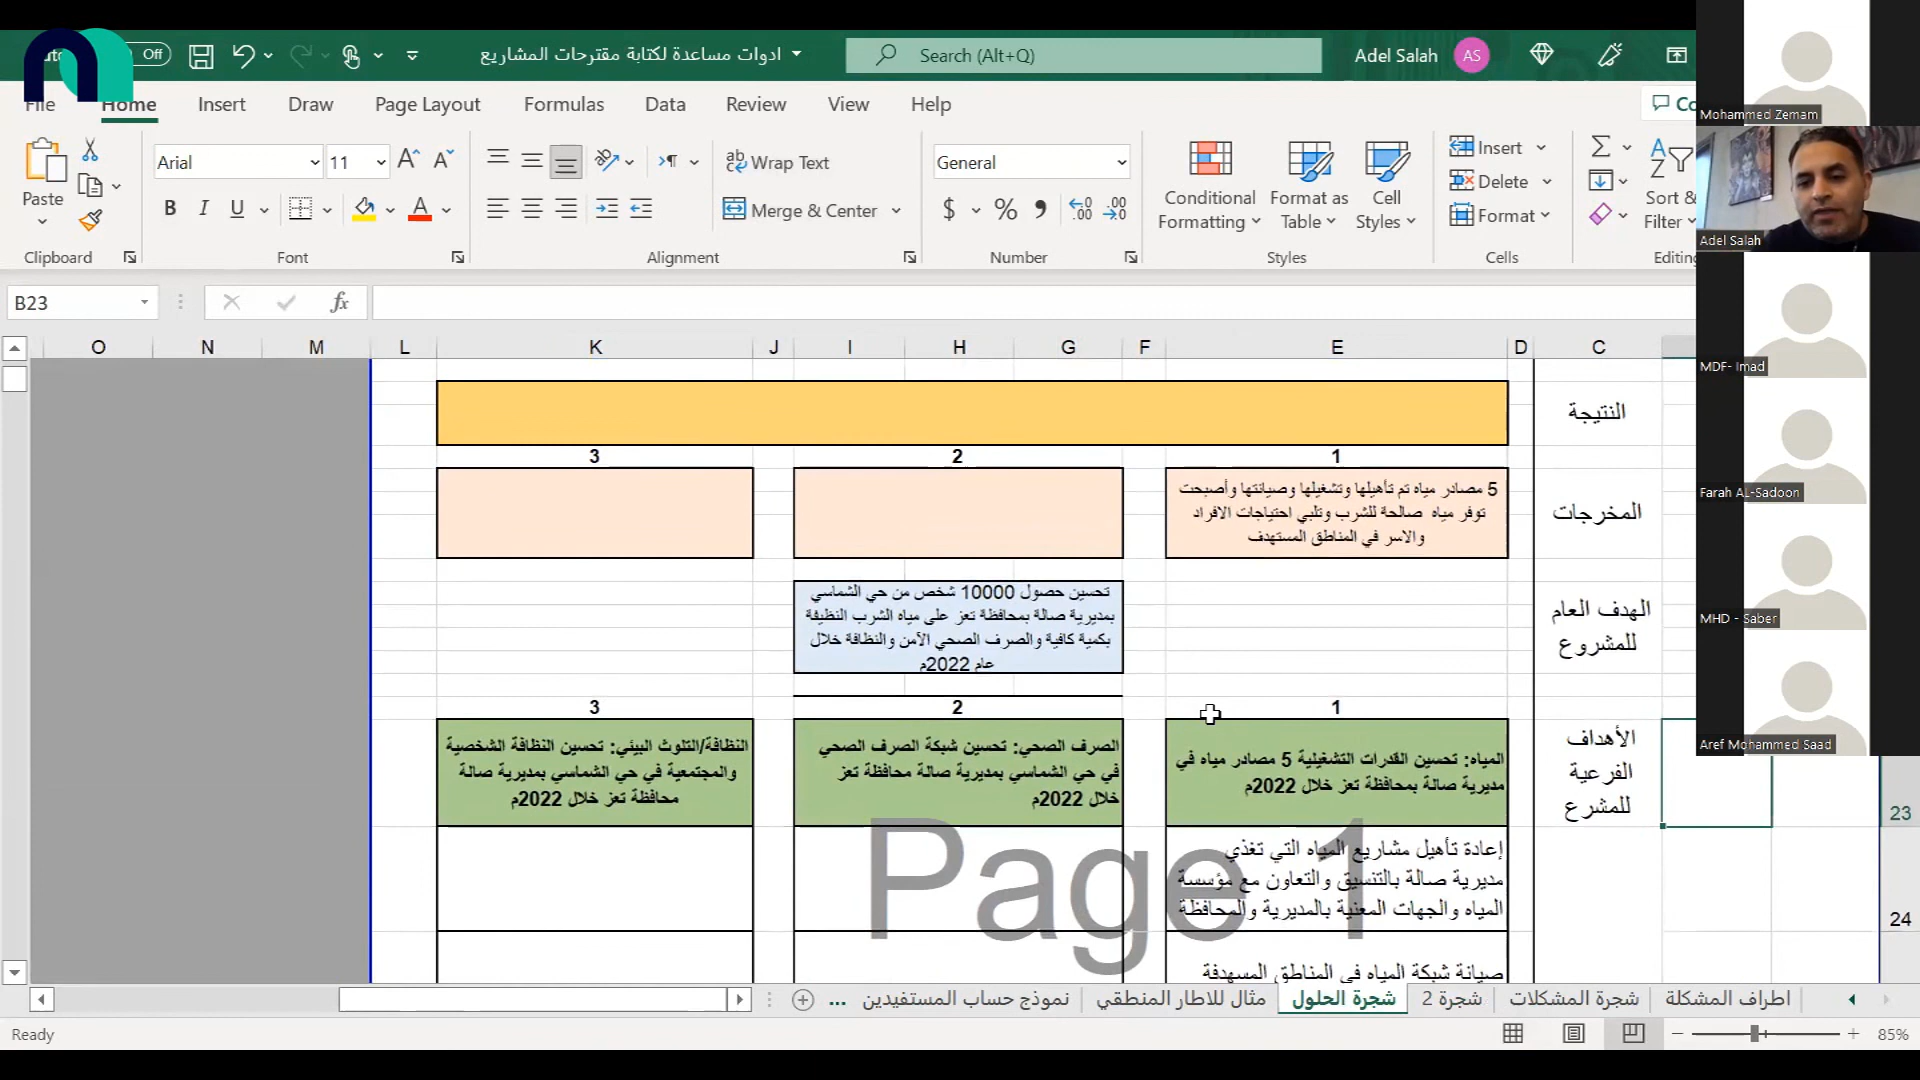 Off
ادوات مساعدة لكتابة مقترحات المشاريع
Search (Alt+Q)
Adel Salah
AS
File
Home
Insert
Draw
Page Layout
Formulas
Data
Review
View
Help
Paste
Clipboard
Arial
11
B I U
Font
Wrap Text
Merge & Center
Alignment
General
$ %
Number
Conditional Formatting
Format as Table
Cell Styles
Styles
Insert
Delete
Format
Cells
Sort & Filter
Mohammed Zemam
Adel Salah
MDF- Imad
Farah AL-Sadoon
MHD - Saber
Aref Mohammed Saad
B23
fx
O N M L K J I H G F E D C
النتيجة
1
2
3
المخرجات
5 مصادر مياه تم تأهيلها وتشغيلها وصيانتها وأصبحت
توفر مياه صالحة للشرب وتلبي احتياجات الافراد
والاسر في المناطق المستهدف
الهدف العام
للمشروع
تحسين حصول 10000 شخص من حي الشماسي
بمديرية صالة بمحافظة تعز على مياه الشرب النظيفة
بكمية كافية والصرف الصحي الآمن والنظافة خلال
عام 2022م
1
2
3
الأهداف
الفرعية
للمشرع
المياه: تحسين القدرات التشغيلية 5 مصادر مياه في
مديرية صالة بمحافظة تعز خلال 2022م
الصرف الصحي: تحسين شبكة الصرف الصحي
في حي الشماسي بمديرية صالة محافظة تعز
خلال 2022م
النظافة/التلوث البيئي: تحسين النظافة الشخصية
والمجتمعية في حي الشماسي بمديرية صالة
محافظة تعز خلال 2022م
23
إعادة تأهيل مشاريع المياه التي تغذي
مديرية صالة بالتنسيق والتعاون مع مؤسسة
المياه والجهات المعنية بالمديرية والمحافظة
24
صيانة شبكة المياه في المناطق المسهدفة
Page 1
اطراف المشكلة
شجرة المشكلات
شجرة 2
شجرة الحلول
مثال للاطار المنطقي
نموذج حساب المستفيدين
...
Ready
85%